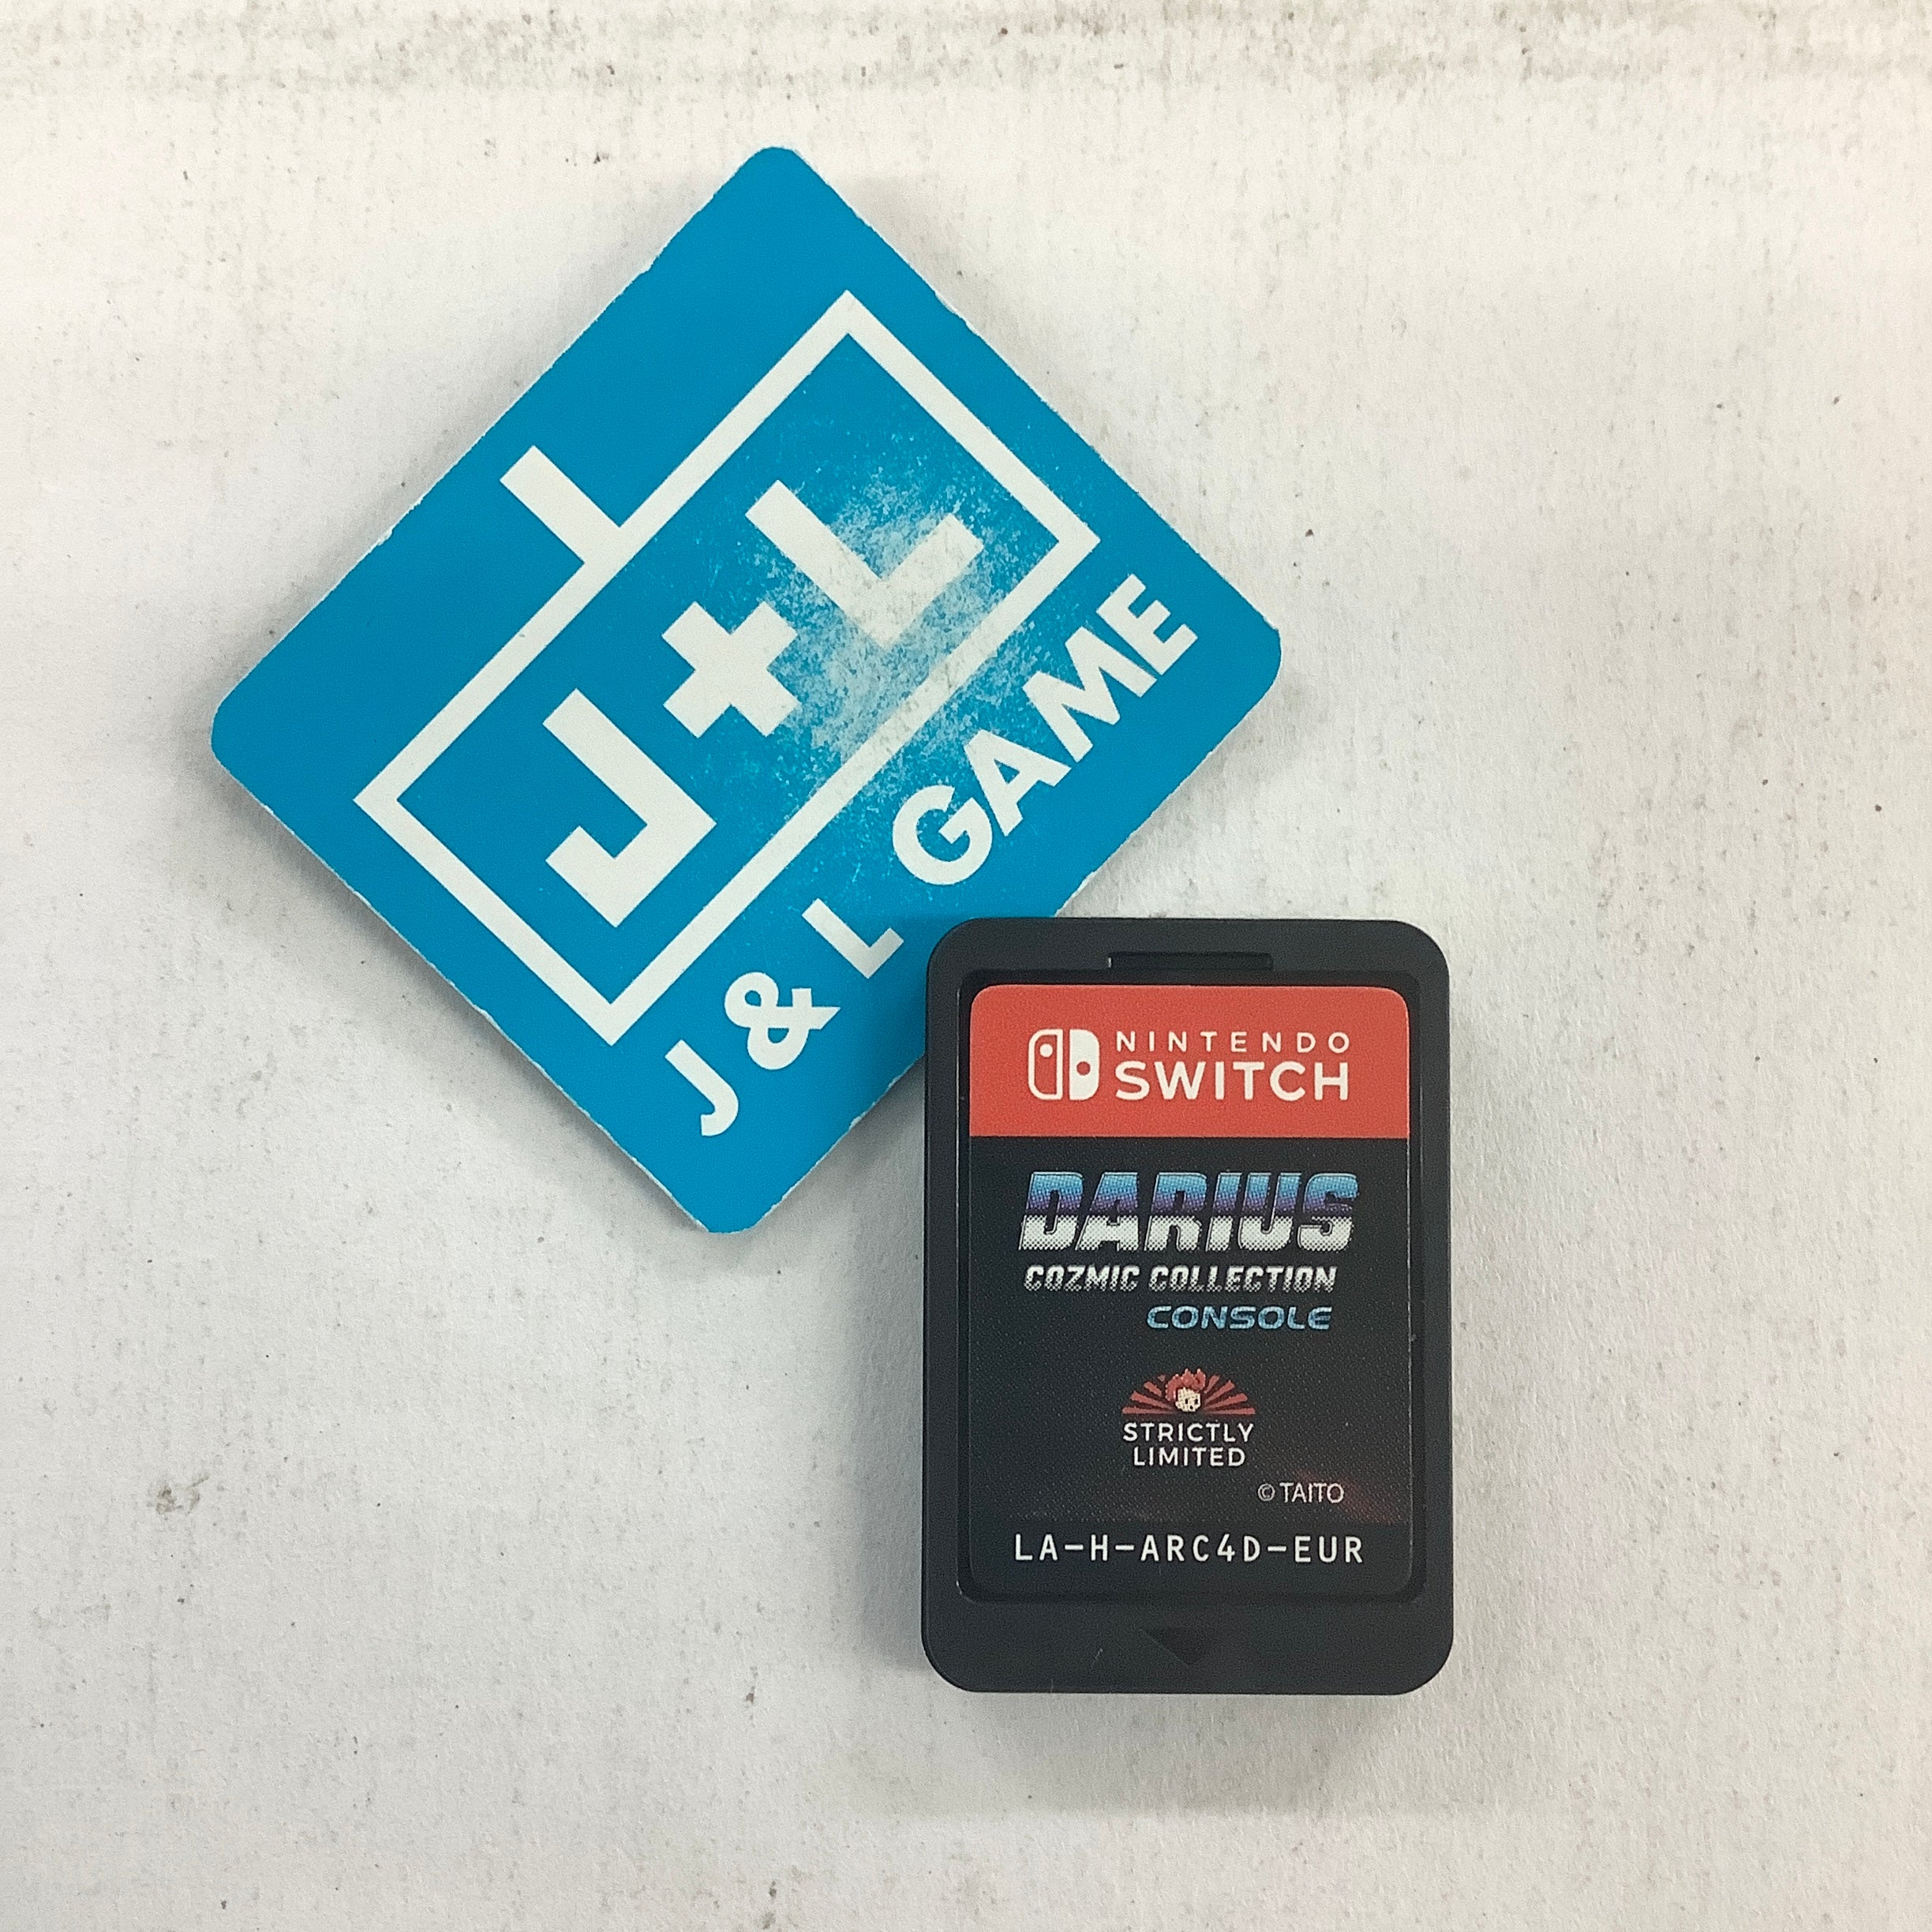 J+L
J & L GAME
NINTENDO
SWITCH
DARIUS
COZMIC COLLECTION
CONSOLE
STRICTLY
LIMITED
© TAITO
LA-H-ARC4D-EUR